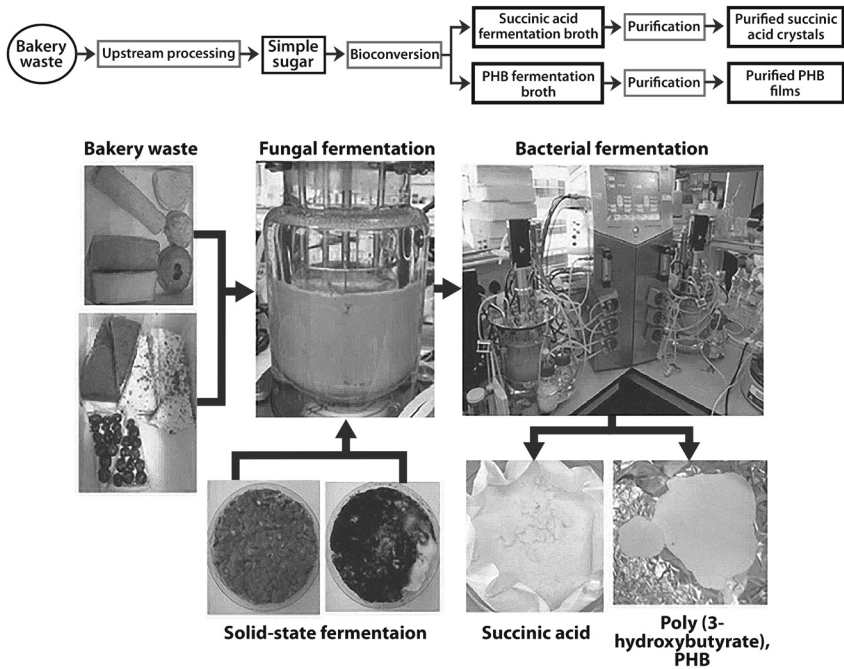 Bakery
waste
Upstream processing
Simple
sugar
Bioconversion
Succinic acid
fermentation broth
Purification
Purified succinic
acid crystals
PHB fermentation
broth
Purification
Purified PHB
films
Bakery waste
Fungal fermentation
Bacterial fermentation
Solid-state fermentaion
Succinic acid
Poly (3-
hydroxybutyrate),
PHB